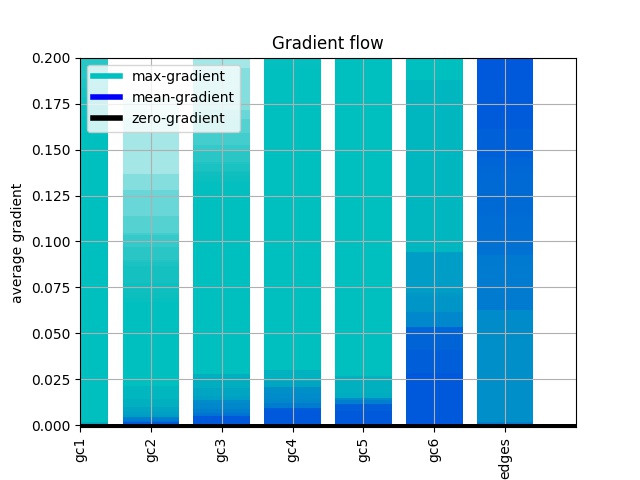 Gradient flow
max-gradient
mean-gradient
zero-gradient
average gradient
0.200
0.175
0.150
0.125
0.100
0.075
0.050
0.025
0.000
gc1
gc2
gc3
gc4
gc5
gc6
edges